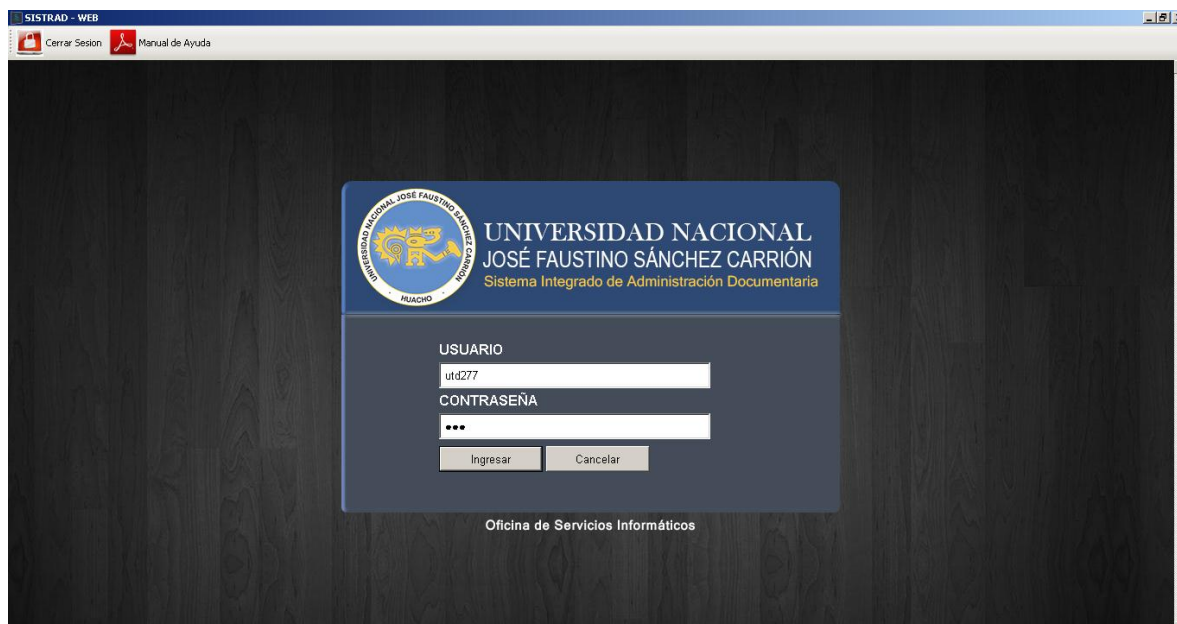 SISTRAD - WEB
Cerrar Sesion Manual de Ayuda
UNIVERSIDAD NACIONAL JOSÉ FAUSTINO SÁNCHEZ CARRIÓN
· HUACHO ·
UNIVERSIDAD NACIONAL
JOSÉ FAUSTINO SÁNCHEZ CARRIÓN
Sistema Integrado de Administración Documentaria
USUARIO
utd277
CONTRASEÑA
•••
Ingresar Cancelar
Oficina de Servicios Informáticos